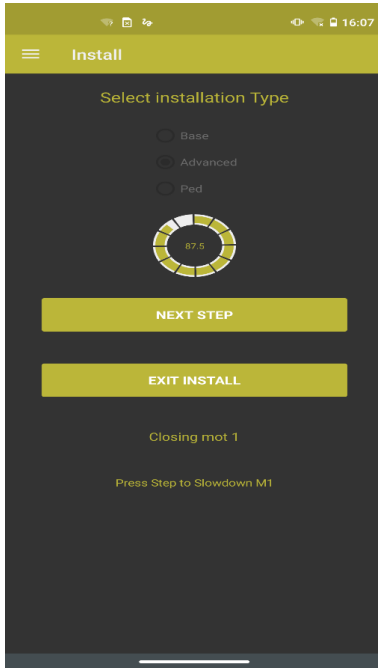 16:07
Install
Select installation Type
Base
Advanced
Ped
87.5
NEXT STEP
EXIT INSTALL
Closing mot 1
Press Step to Slowdown M1